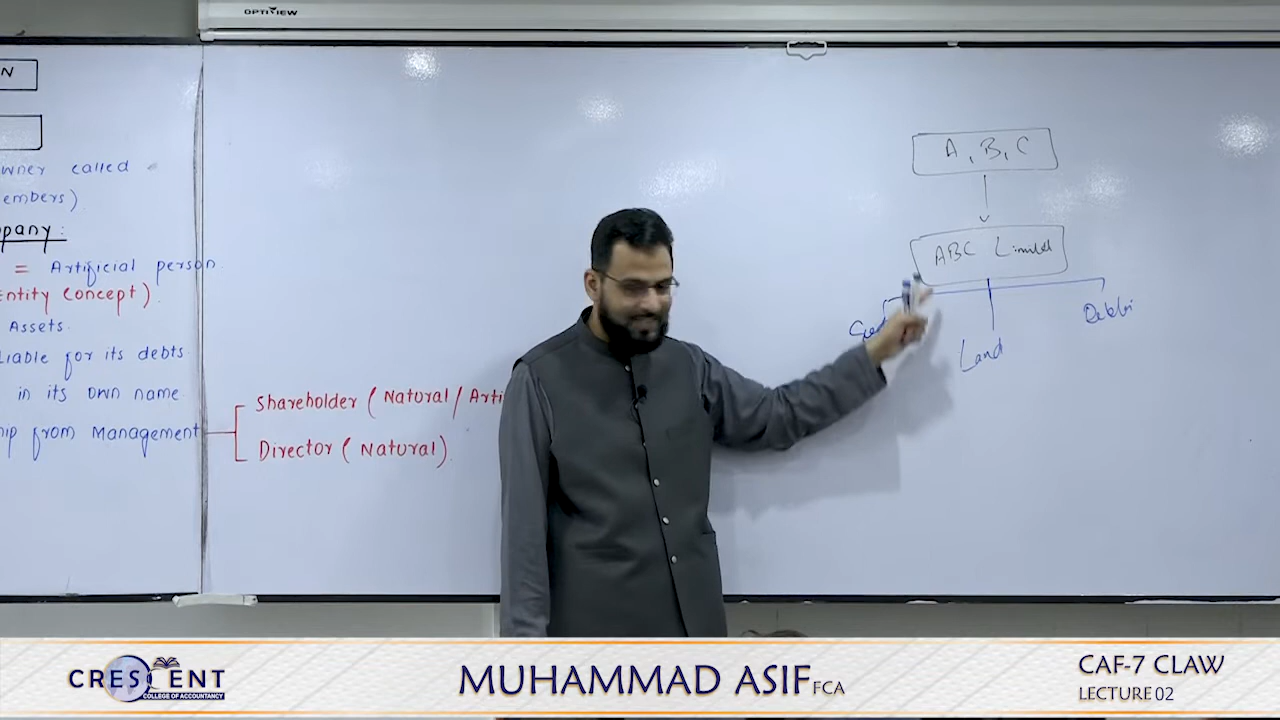 OPTIVIEW
N
wner called
embers)
pany:
= Artificial person
Entity Concept)
Assets
liable for its debts
in its own name
hip from Management
Shareholder (Natural / Arti
Director (Natural)
A, B, C
ABC Limited
Land
CRESCENT
COLLEGE OF ACCOUNTANCY
MUHAMMAD ASIF FCA
CAF-7 CLAW
LECTURE 02